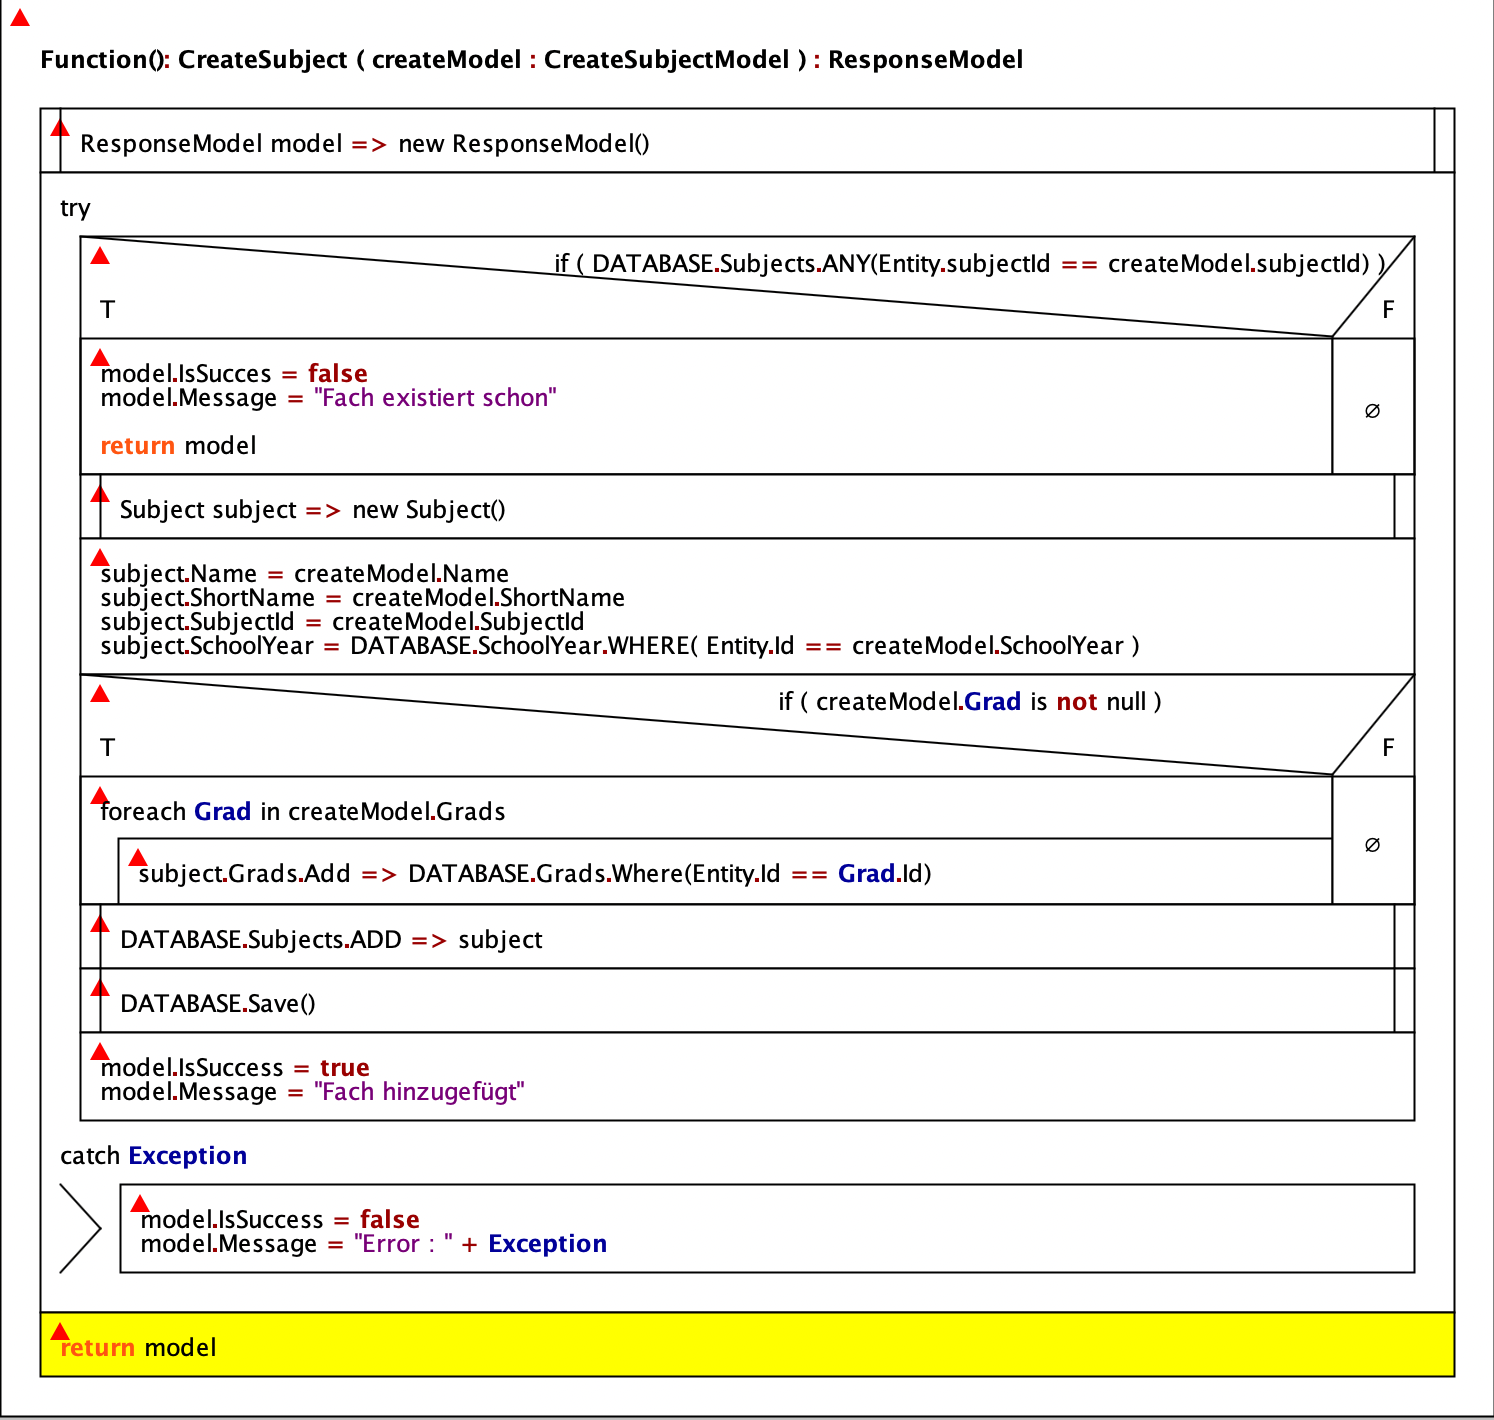 Function(): CreateSubject ( createModel : CreateSubjectModel ) : ResponseModel
ResponseModel model => new ResponseModel()
try
if ( DATABASE.Subjects.ANY(Entity.subjectId == createModel.subjectId) )
T
F
model.IsSucces = false
model.Message = "Fach existiert schon"
return model
∅
Subject subject => new Subject()
subject.Name = createModel.Name
subject.ShortName = createModel.ShortName
subject.SubjectId = createModel.SubjectId
subject.SchoolYear = DATABASE.SchoolYear.WHERE( Entity.Id == createModel.SchoolYear )
if ( createModel.Grad is not null )
T
F
foreach Grad in createModel.Grads
∅
subject.Grads.Add => DATABASE.Grads.Where(Entity.Id == Grad.Id)
DATABASE.Subjects.ADD => subject
DATABASE.Save()
model.IsSuccess = true
model.Message = "Fach hinzugefügt"
catch Exception
model.IsSuccess = false
model.Message = "Error : " + Exception
return model